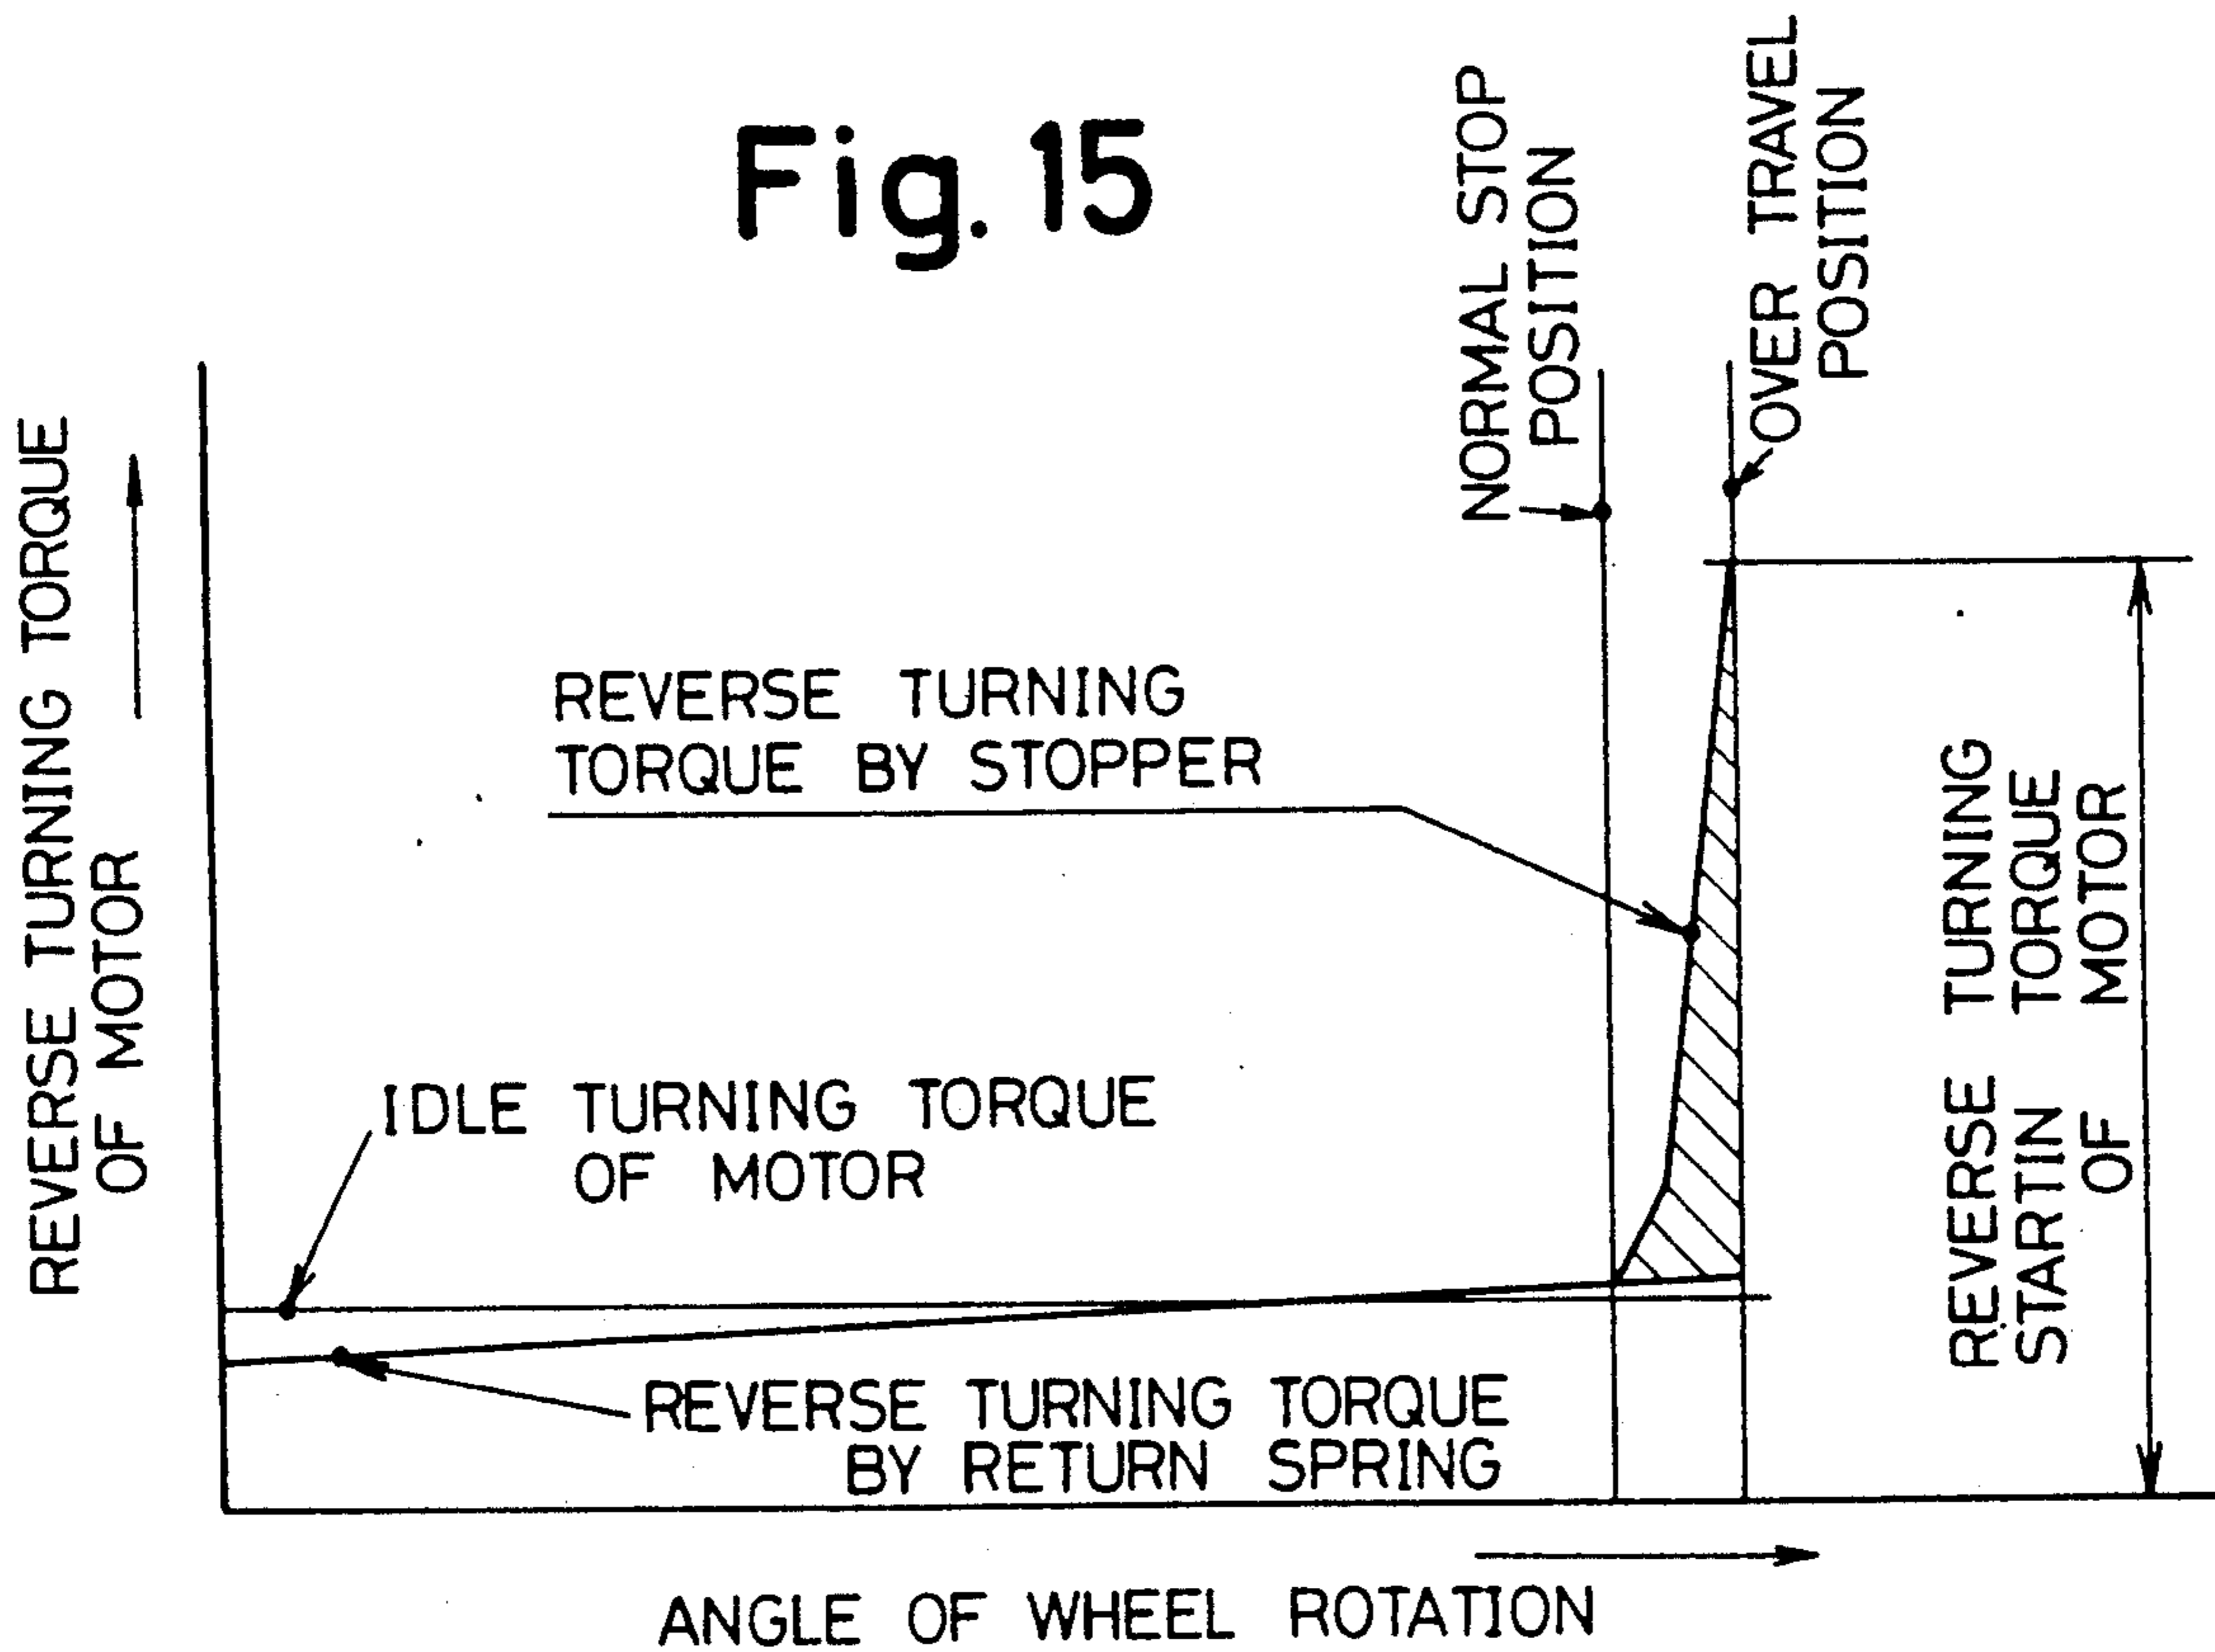 Fig. 15
REVERSE TURNING TORQUE
OF MOTOR
NORMAL STOP
POSITION
OVER TRAVEL
POSITION
REVERSE TURNING
TORQUE BY STOPPER
IDLE TURNING TORQUE
OF MOTOR
REVERSE TURNING TORQUE
BY RETURN SPRING
REVERSE TURNING
STARTIN TORQUE
OF MOTOR
ANGLE OF WHEEL ROTATION